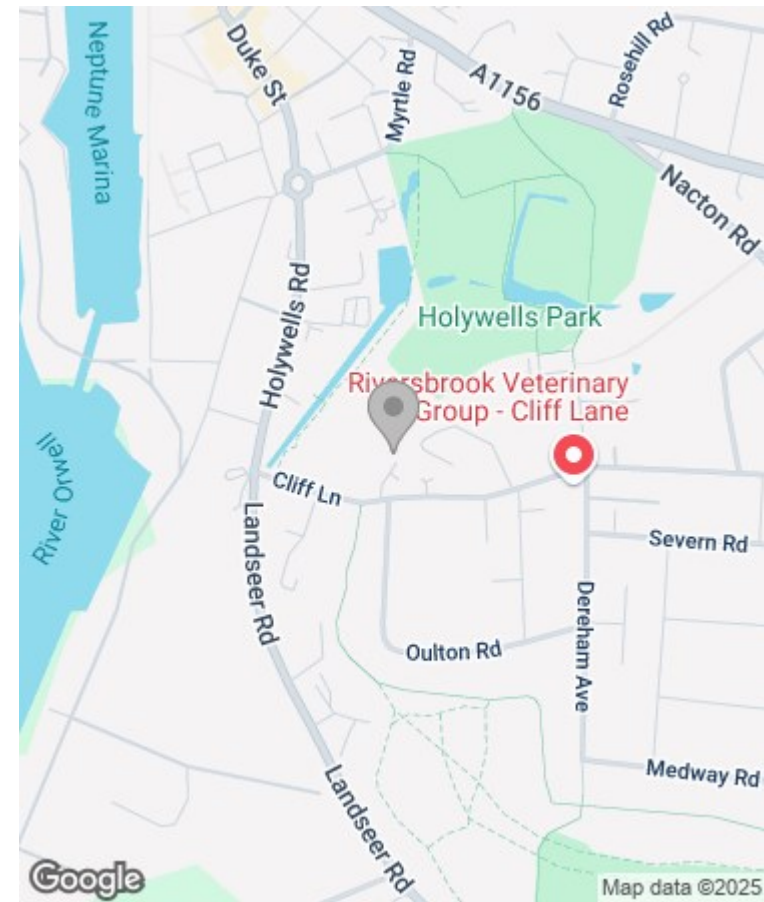 Neptune Marina
Duke St
Myrtle Rd
A1156
Rosehill Rd
Nacton Rd
Holywells Rd
Holywells Park
Riversbrook Veterinary
Group - Cliff Lane
River Orwell
Cliff Ln
Landseer Rd
Severn Rd
Dereham Ave
Oulton Rd
Medway Rd
Landseer Rd
Google
Map data ©2025